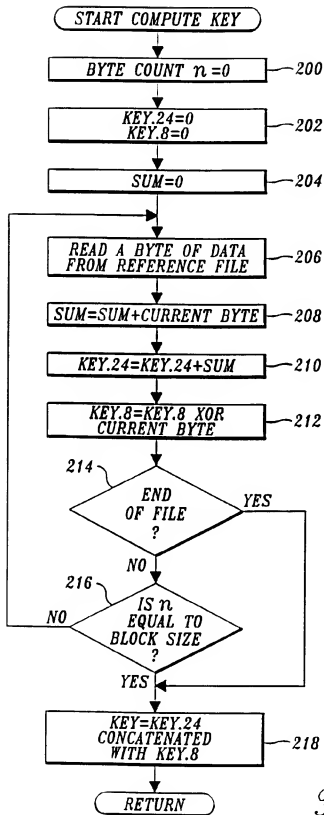 START COMPUTE KEY
BYTE COUNT n=0
200
KEY.24=0
KEY.8=0
202
SUM=0
204
READ A BYTE OF DATA
FROM REFERENCE FILE
206
SUM=SUM+CURRENT BYTE
208
KEY.24=KEY.24+SUM
210
KEY.8=KEY.8 XOR
CURRENT BYTE
212
214
END
OF FILE
?
YES
NO
216
IS n
EQUAL TO
BLOCK SIZE
?
NO
YES
KEY=KEY.24
CONCATENATED
WITH KEY.8
218
RETURN